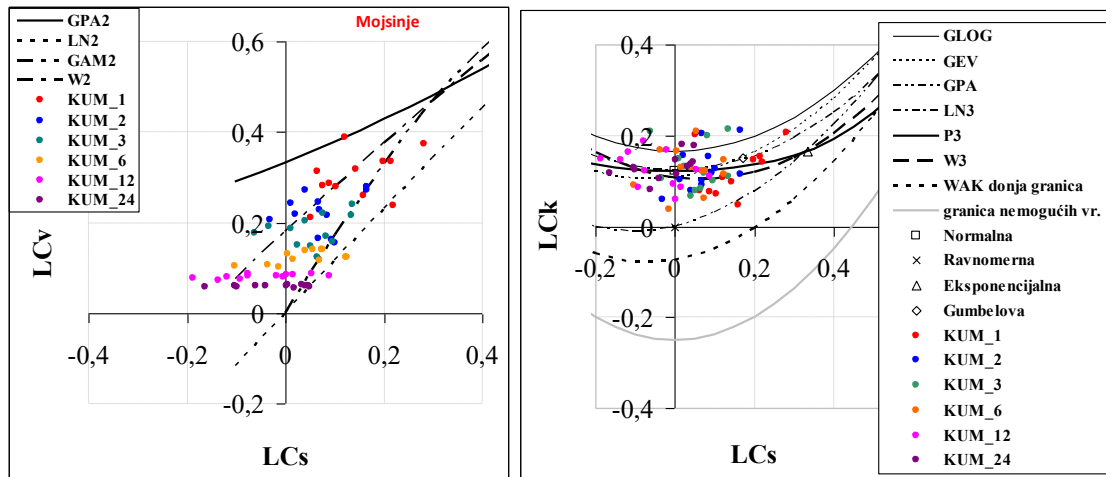 GPA2
LN2
GAM2
W2
KUM_1
KUM_2
KUM_3
KUM_6
KUM_12
KUM_24
Mojsinje
0,6
0,4
0,2
0
-0,2
-0,4
-0,2
0
0,2
0,4
LCv
LCs
0,4
0,2
0
-0,2
-0,4
-0,2
0
0,2
0,4
LCk
LCs
GLOG
GEV
GPA
LN3
P3
W3
WAK donja granica
granica nemogućih vr.
Normalna
Ravnomerna
Eksponencijalna
Gumbelova
KUM_1
KUM_2
KUM_3
KUM_6
KUM_12
KUM_24